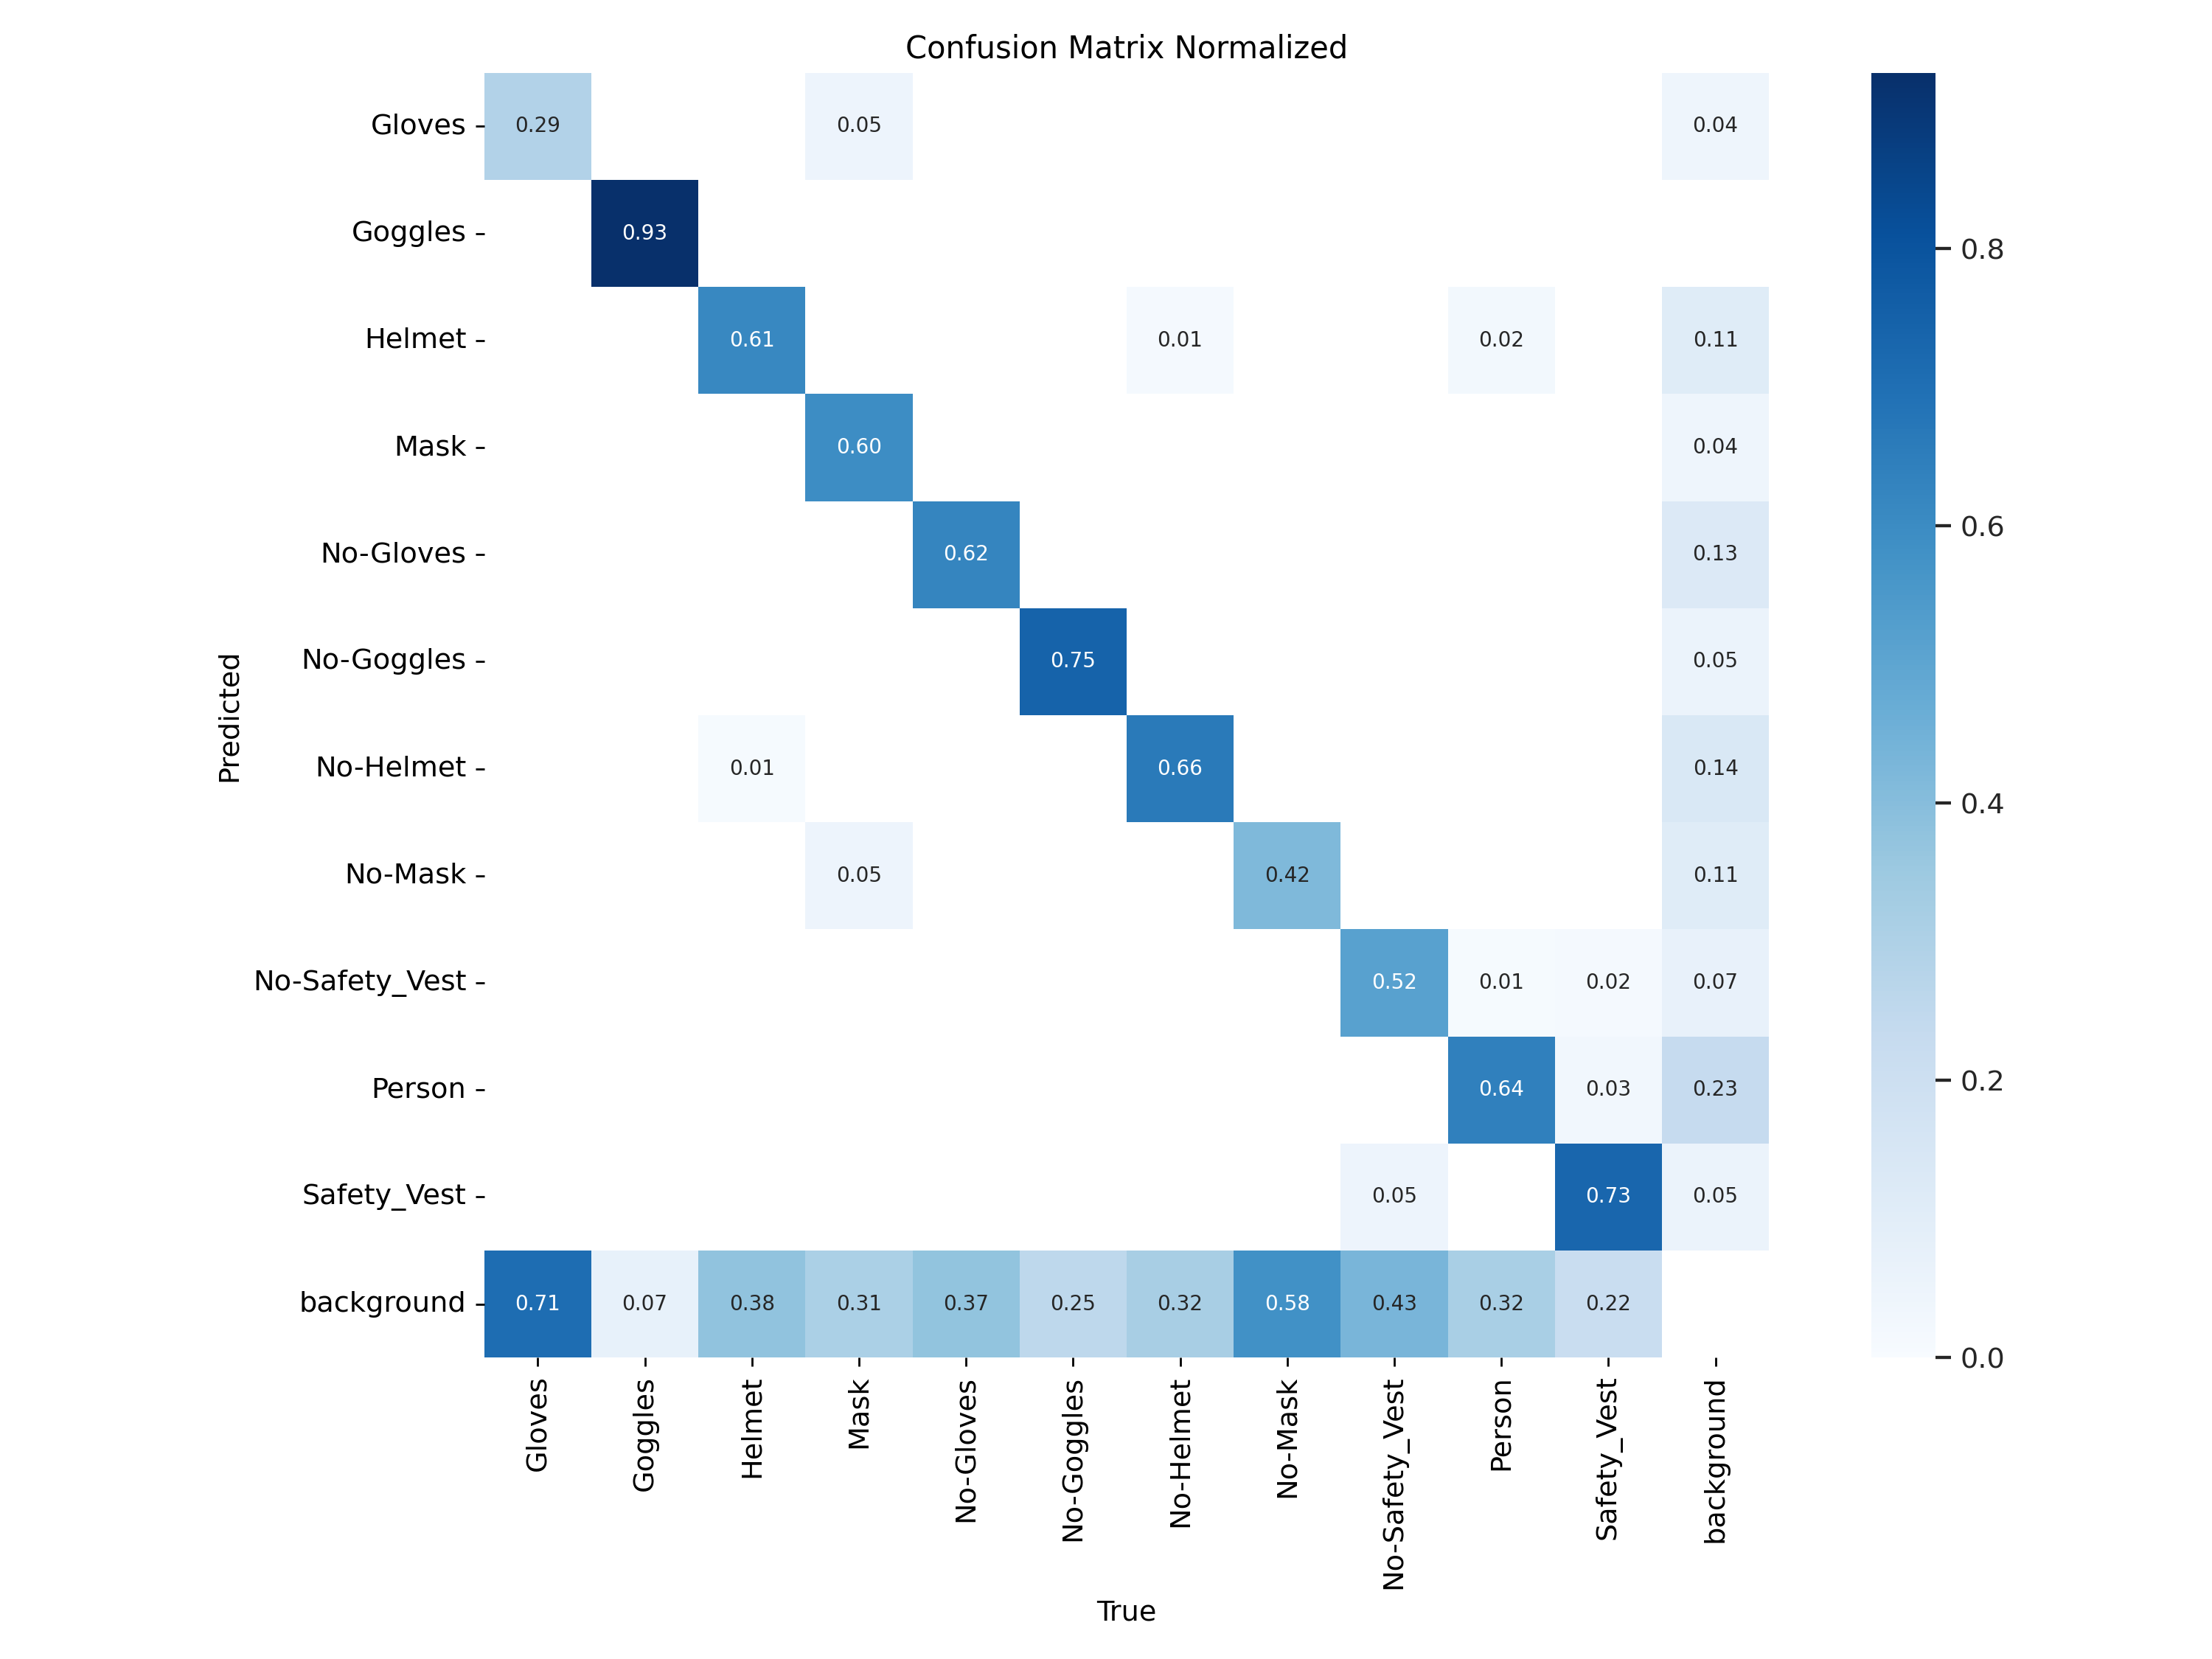 Confusion Matrix Normalized
Gloves 0.29 0.05 0.04
Goggles 0.93
0.8
Helmet 0.61 0.01 0.02 0.11
Mask 0.60 0.04
0.6
No-Gloves 0.62 0.13
No-Goggles 0.75 0.05
Predicted
No-Helmet 0.01 0.66 0.14
0.4
No-Mask 0.05 0.42 0.11
No-Safety_Vest 0.52 0.01 0.02 0.07
Person 0.64 0.03 0.23
0.2
Safety_Vest 0.05 0.73 0.05
background 0.71 0.07 0.38 0.31 0.37 0.25 0.32 0.58 0.43 0.32 0.22
0.0
Gloves
Goggles
Helmet
Mask
No-Gloves
No-Goggles
No-Helmet
No-Mask
No-Safety_Vest
Person
Safety_Vest
background
True